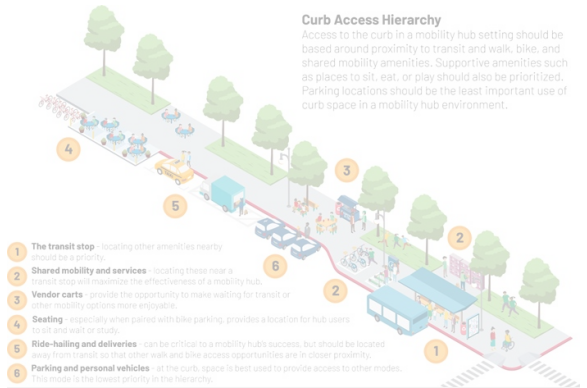 Curb Access Hierarchy
Access to the curb in a mobility hub setting should be
based around proximity to transit and walk, bike, and
shared mobility amenities. Supportive amenities such
as places to sit, eat, or play should also be prioritized.
Parking locations should be the least important use of
curb space in a mobility hub environment.
4
5
3
6
2
2
1
1 The transit stop - locating other amenities nearby
should be a priority.
2 Shared mobility and services - locating these near a
transit stop will maximize the effectiveness of a mobility hub.
3 Vendor carts - provide the opportunity to make waiting for transit or
other mobility options more enjoyable.
4 Seating - especially when paired with bike parking, provides a location for hub users
to sit and wait or study.
5 Ride-hailing and deliveries - can be critical to a mobility hub's success, but should be located
away from transit so that other walk and bike access opportunities are in closer proximity.
6 Parking and personal vehicles - at the curb, space is best used to provide access to other modes.
This mode is the lowest priority in the hierarchy.